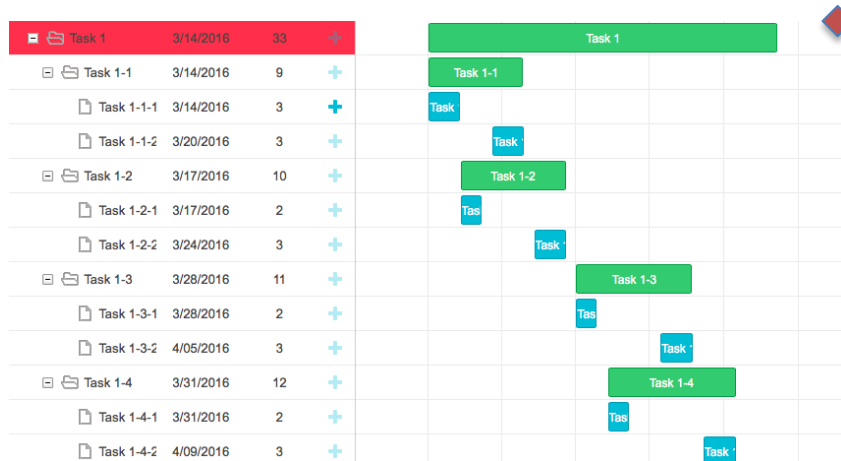 Task 1 3/14/2016 33 Task 1
Task 1-1 3/14/2016 9 Task 1-1
Task 1-1-1 3/14/2016 3 Task
Task 1-1-2 3/20/2016 3 Task
Task 1-2 3/17/2016 10 Task 1-2
Task 1-2-1 3/17/2016 2 Tas
Task 1-2-2 3/24/2016 3 Task
Task 1-3 3/28/2016 11 Task 1-3
Task 1-3-1 3/28/2016 2 Tas
Task 1-3-2 4/05/2016 3 Task
Task 1-4 3/31/2016 12 Task 1-4
Task 1-4-1 3/31/2016 2 Tas
Task 1-4-2 4/09/2016 3 Task